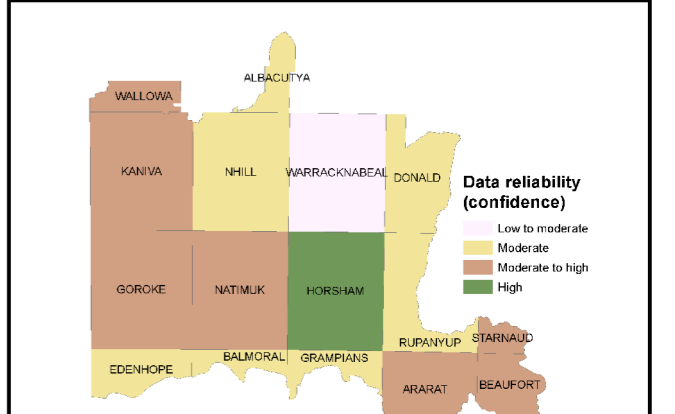 ALBACUTYA
WALLOWA
KANIVA
NHILL
WARRACKNABEAL
DONALD
Data reliability
(confidence)
Low to moderate
Moderate
Moderate to high
High
GOROKE
NATIMUK
HORSHAM
RUPANYUP
STARNAUD
EDENHOPE
BALMORAL
GRAMPIANS
ARARAT
BEAUFORT